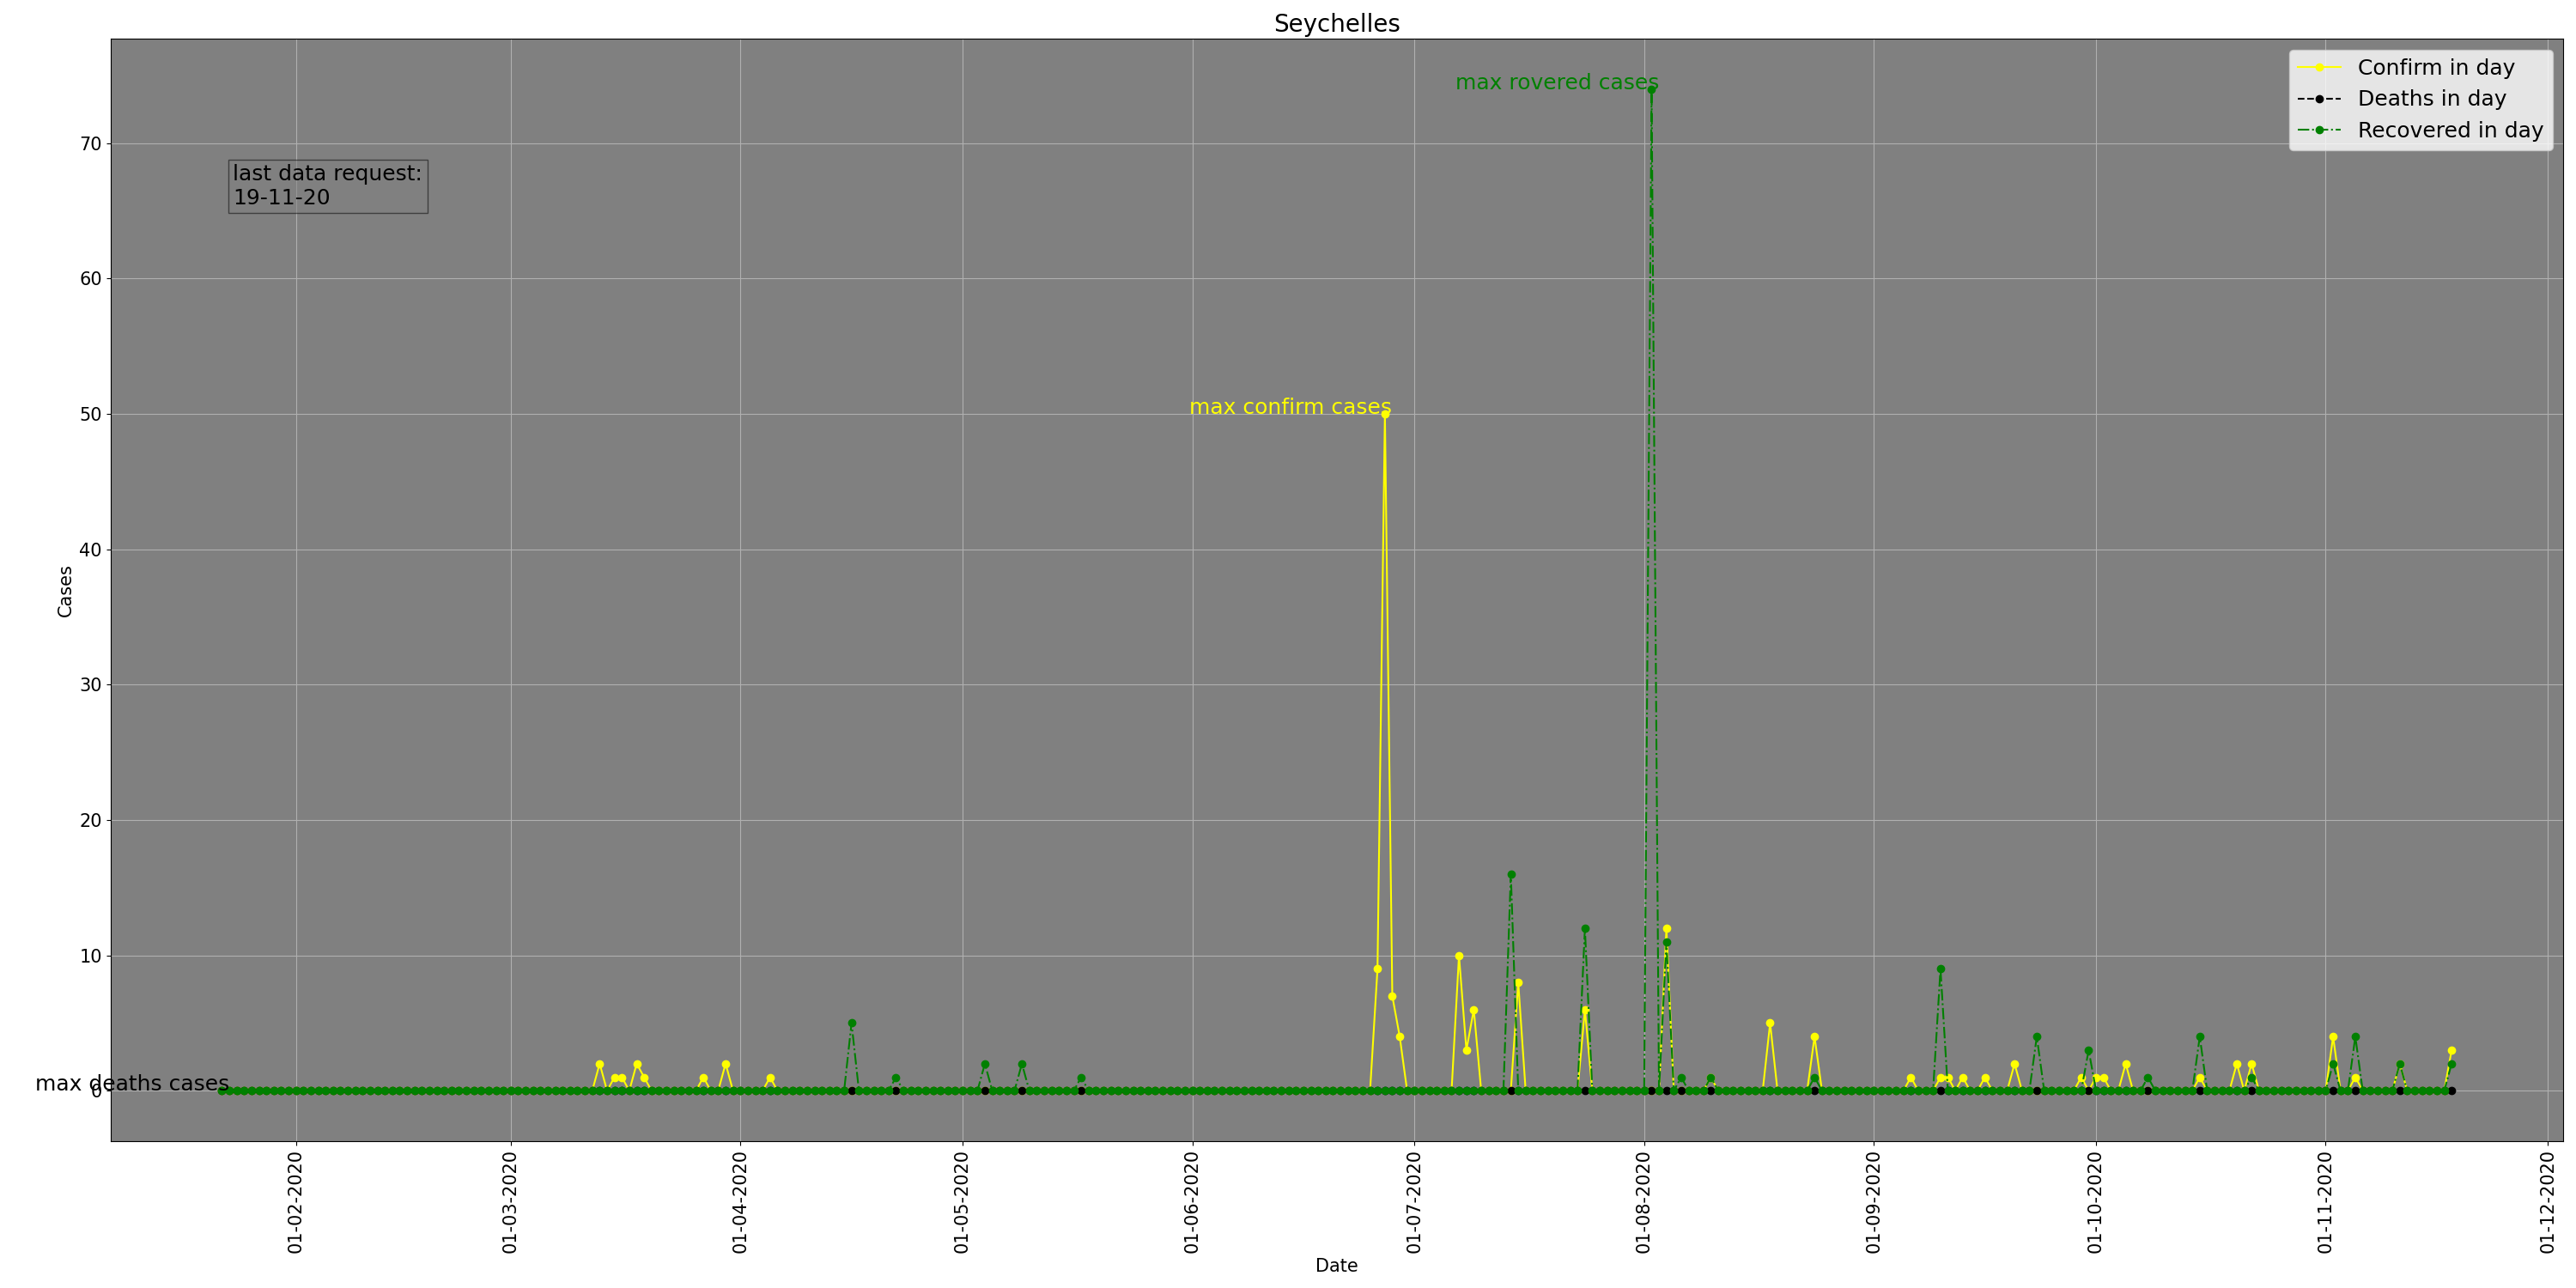 Seychelles
max rovered cases
Confirm in day
Deaths in day
Recovered in day
last data request:
19-11-20
max confirm cases
max deaths cases
70
60
50
40
30
20
10
0
Cases
01-02-2020
01-03-2020
01-04-2020
01-05-2020
01-06-2020
01-07-2020
01-08-2020
01-09-2020
01-10-2020
01-11-2020
01-12-2020
Date